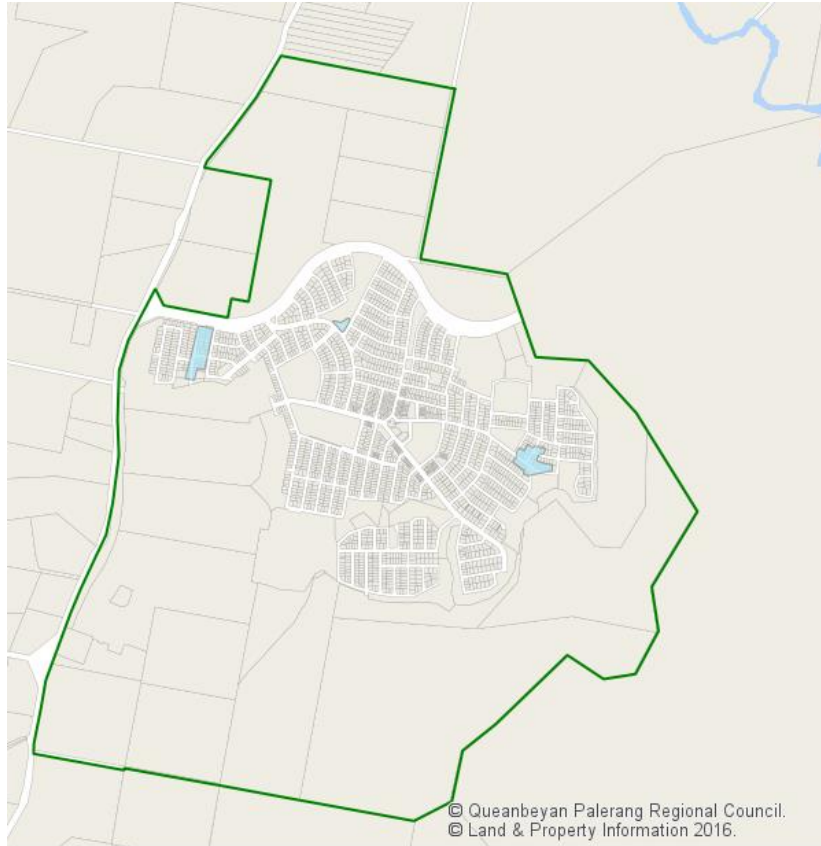 © Queanbeyan Palerang Regional Council.
© Land & Property Information 2016.